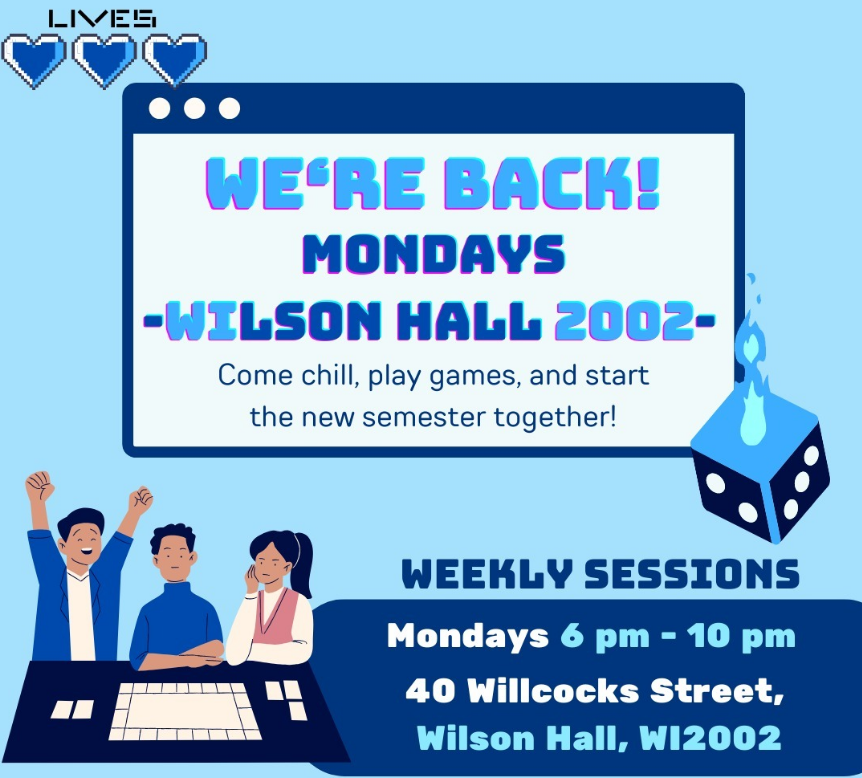 LIVES
WE‘RE BACK!
MONDAYS
-WILSON HALL 2002-
Come chill, play games, and start
the new semester together!
WEEKLY SESSIONS
Mondays 6 pm - 10 pm
40 Willcocks Street,
Wilson Hall, WI2002